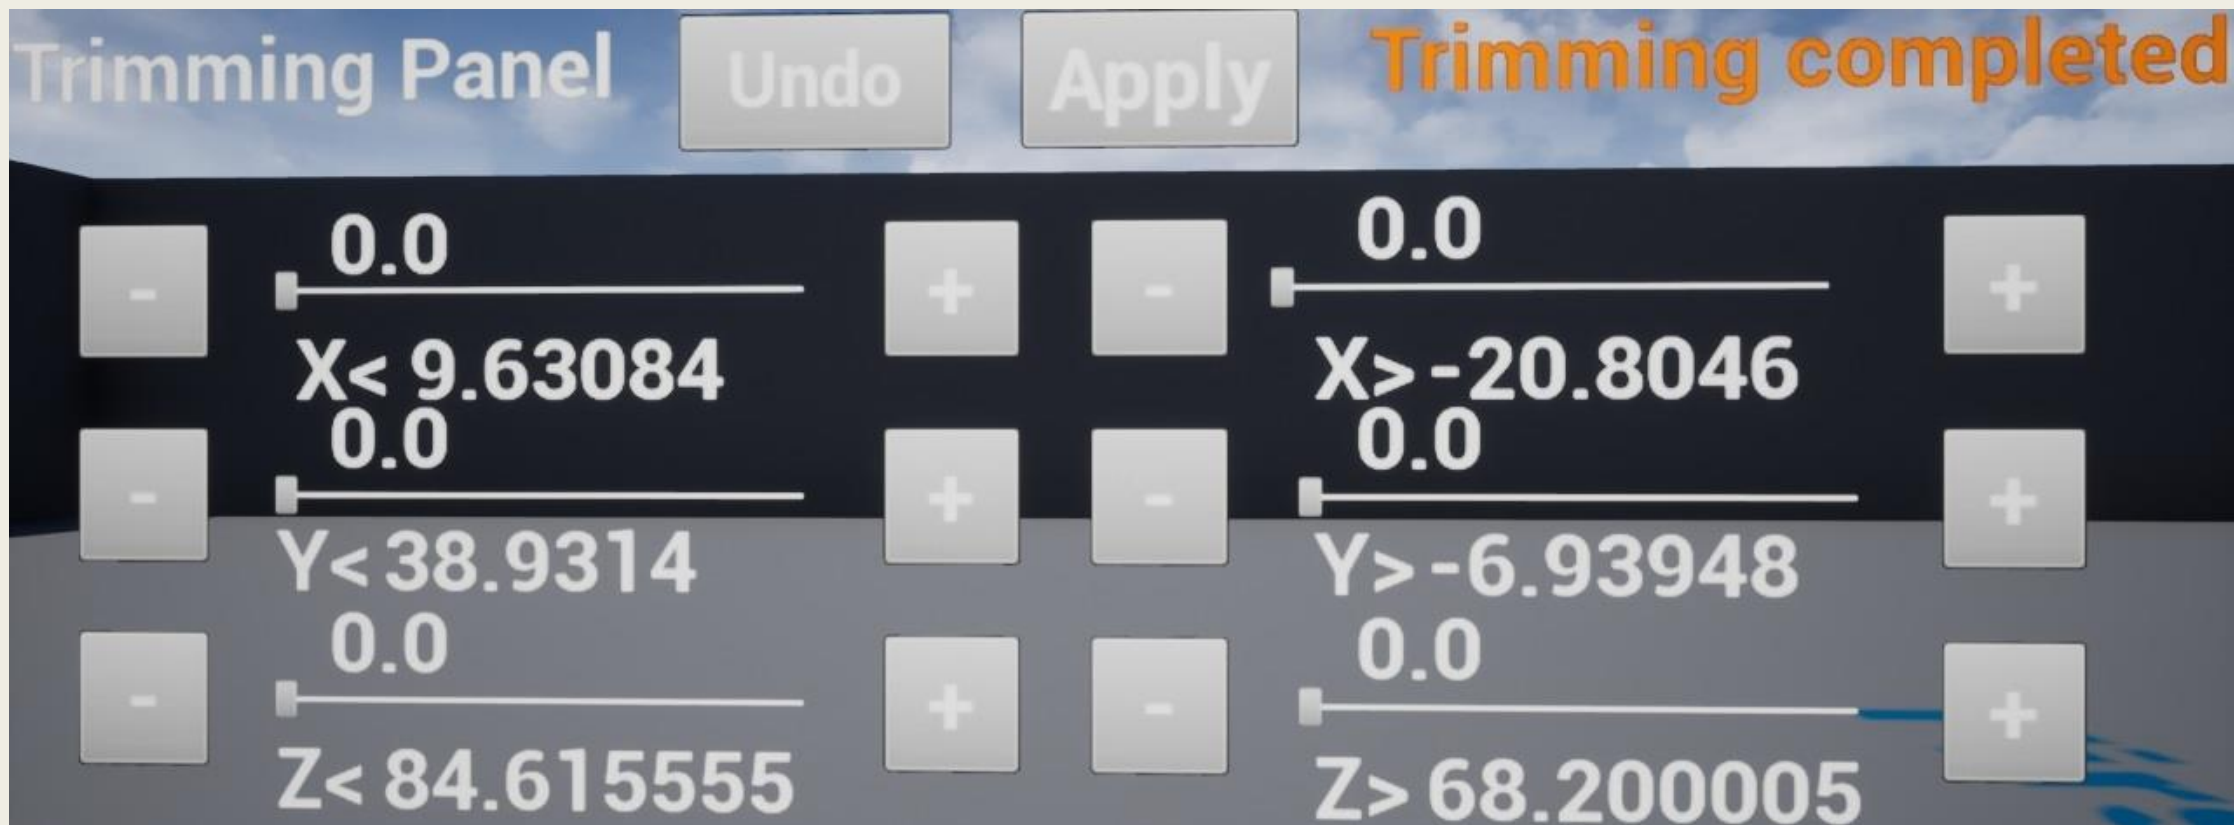 Trimming Panel Undo Apply Trimming completed
0.0 0.0
- + - +
X< 9.63084 X> -20.8046
0.0 0.0
- + - +
Y< 38.9314 Y> -6.93948
0.0 0.0
- + - +
Z< 84.615555 Z> 68.200005